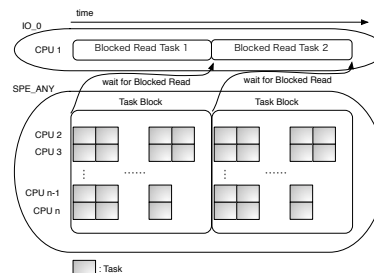 time
IO_0
CPU 1
Blocked Read Task 1
Blocked Read Task 2
wait for Blocked Read
wait for Blocked Read
SPE_ANY
Task Block
Task Block
CPU 2
CPU 3
⋮ ...... ⋮ ......
CPU n-1
CPU n
: Task